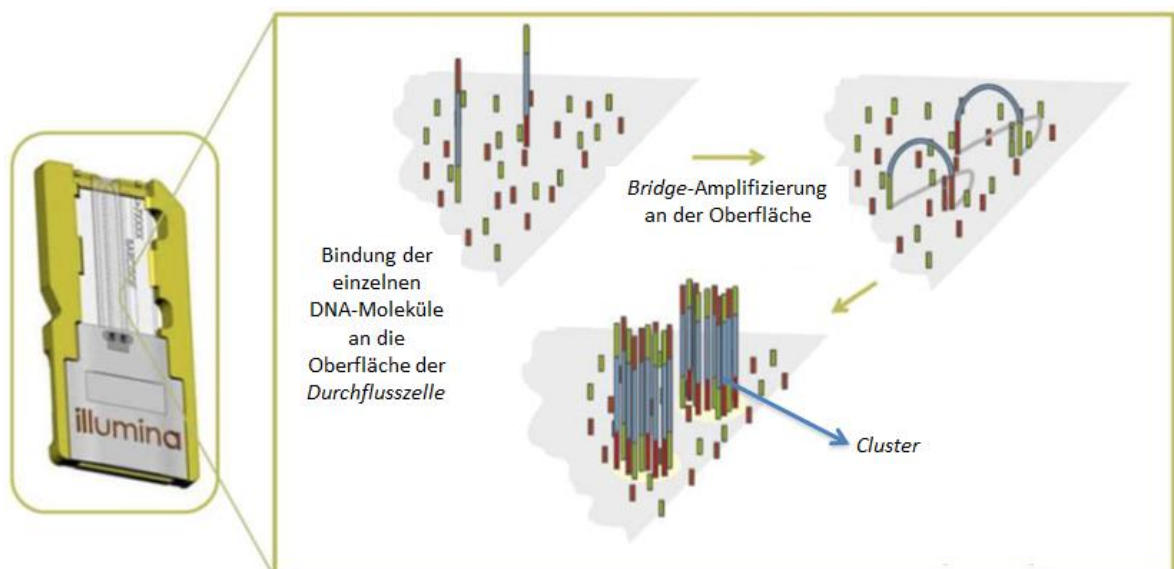 Bridge-Amplifizierung
an der Oberfläche
Bindung der
einzelnen
DNA-Moleküle
an die
Oberfläche der
Durchflusszelle
Cluster
illumina